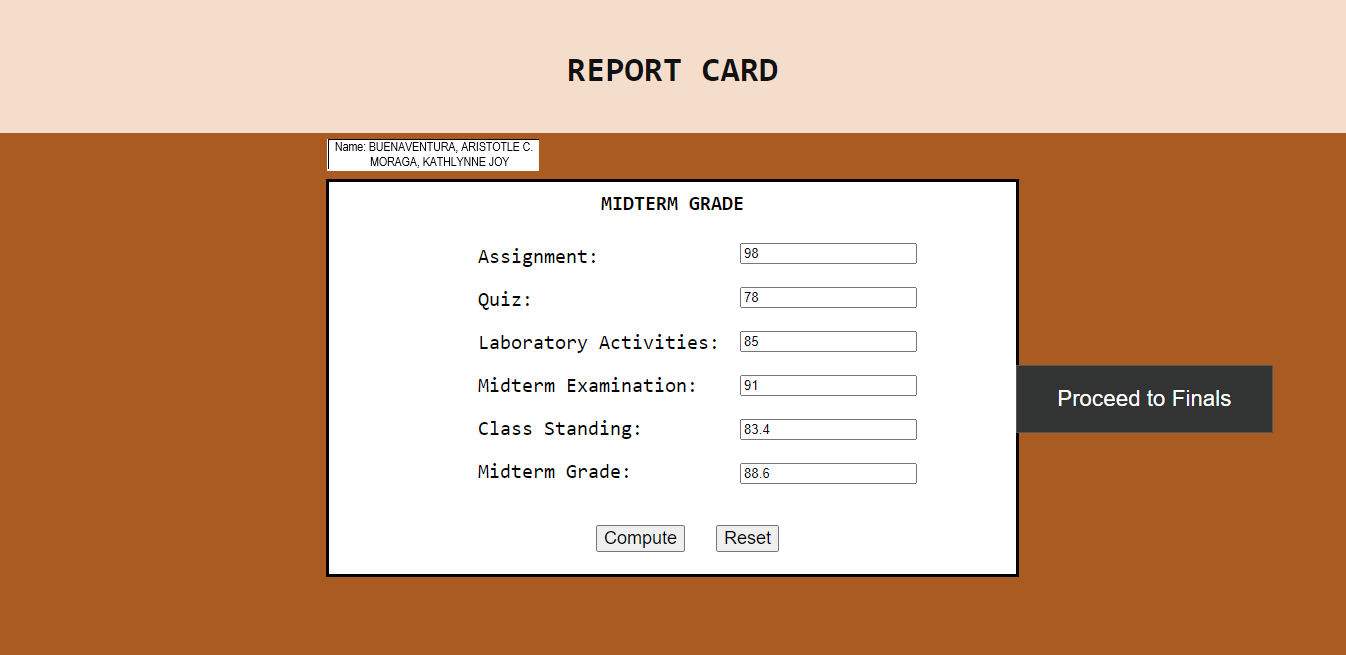 REPORT CARD
Name: BUENAVENTURA, ARISTOTLE C.
MORAGA, KATHLYNNE JOY
MIDTERM GRADE
Assignment: 98
Quiz: 78
Laboratory Activities: 85
Midterm Examination: 91
Class Standing: 83.4
Midterm Grade: 88.6
Proceed to Finals
Compute Reset